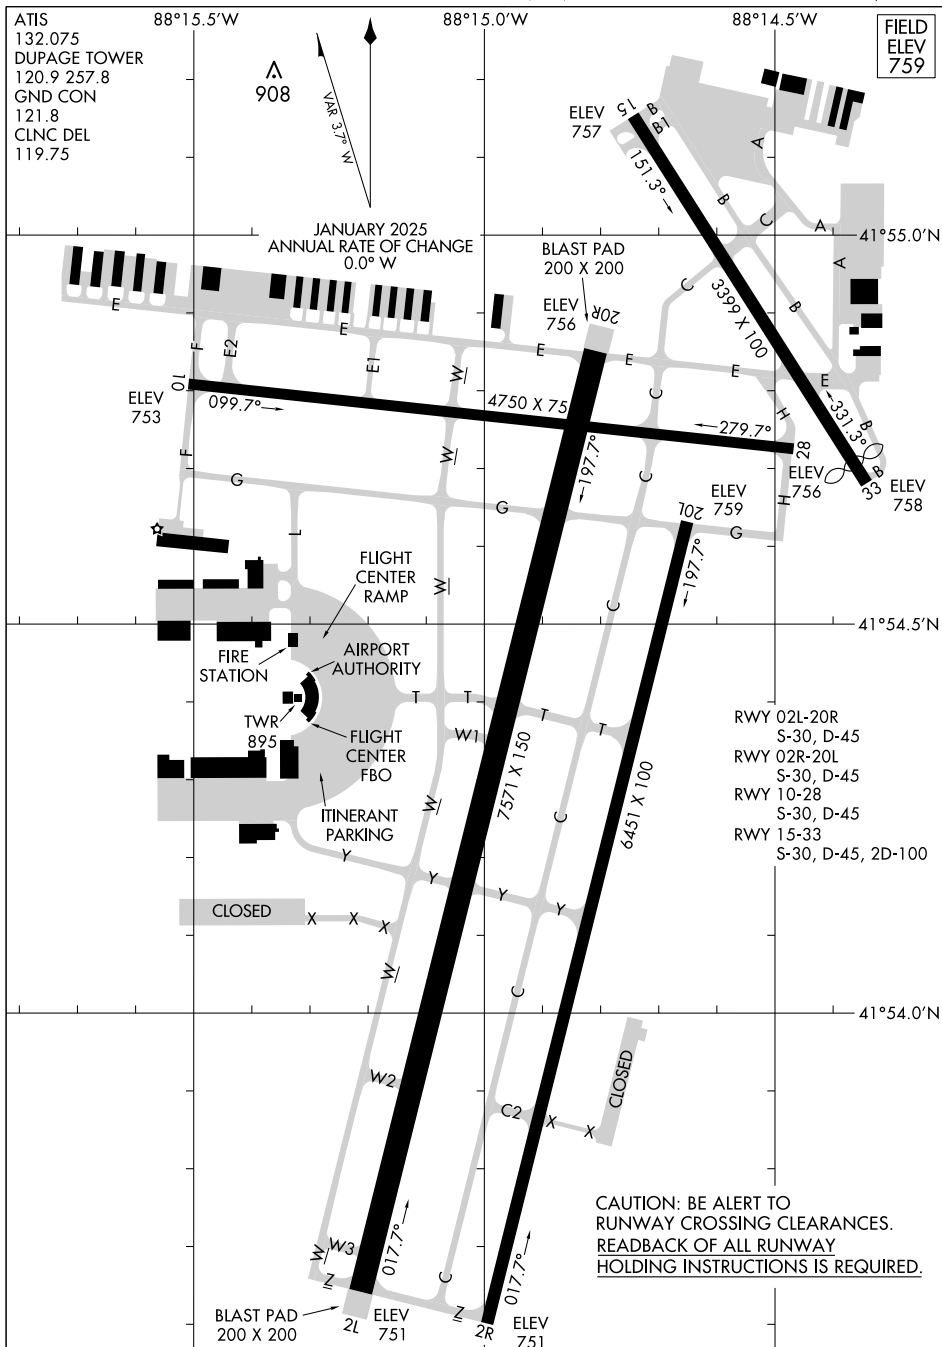 ATIS
132.075
DUPAGE TOWER
120.9 257.8
GND CON
121.8
CLNC DEL
119.75
88°15.5'W
88°15.0'W
88°14.5'W
FIELD
ELEV
759
908
VAR 3.7° W
JANUARY 2025
ANNUAL RATE OF CHANGE
0.0° W
BLAST PAD
200 X 200
ELEV
757
15
B
B1
A
151.3°
B
C
A
41°55.0'N
A
C
3399 X 100
B
ELEV
756
20R
E
E
E
E
E
E
F
E2
E1
W
C
H
331.3°
B
10
ELEV
753
099.7°
4750 X 75
279.7°
28
ELEV
756
B
33
ELEV
758
F
W
197.7°
C
H
G
G
20L
ELEV
759
G
L
197.7°
FLIGHT
CENTER
RAMP
W
C
41°54.5'N
FIRE
STATION
AIRPORT
AUTHORITY
TWR
895
T
T
T
T
W1
FLIGHT
CENTER
FBO
7571 X 150
6451 X 100
RWY 02L-20R
S-30, D-45
RWY 02R-20L
S-30, D-45
RWY 10-28
S-30, D-45
RWY 15-33
S-30, D-45, 2D-100
ITINERANT
PARKING
W
C
Y
Y
Y
Y
CLOSED
X
X
X
W
C
41°54.0'N
W2
C2
X
X
CLOSED
CAUTION: BE ALERT TO
RUNWAY CROSSING CLEARANCES.
READBACK OF ALL RUNWAY
HOLDING INSTRUCTIONS IS REQUIRED.
017.7°
017.7°
W
W3
Z
C
Z
BLAST PAD
200 X 200
2L
ELEV
751
2R
ELEV
751